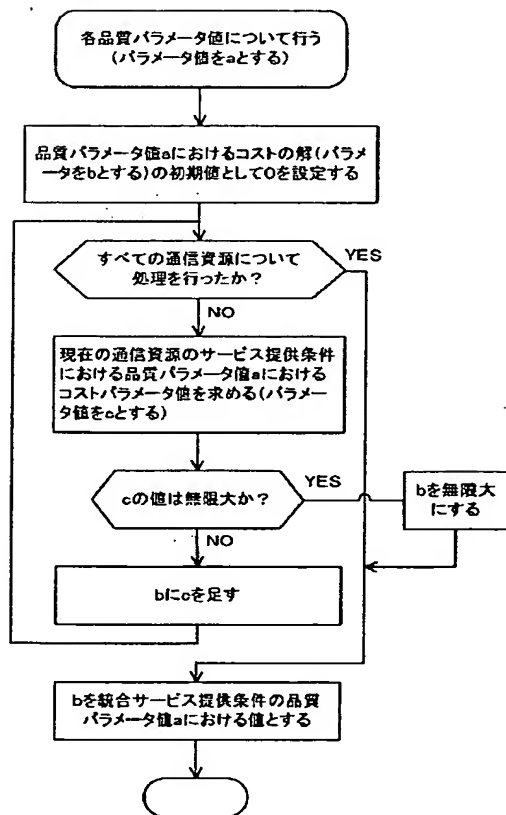 各品質パラメータ値について行う
(パラメータ値をaとする)
品質パラメータ値aにおけるコストの解(パラメ
ータをbとする)の初期値として0を設定する
すべての通信資源について
処理を行ったか?
YES
NO
現在の通信資源のサービス提供条件
における品質パラメータ値aにおける
コストパラメータ値を求める(パラメー
タ値をcとする)
cの値は無限大か?
YES
bを無限大
にする
NO
bにcを足す
bを統合サービス提供条件の品質
パラメータ値aにおける値とする